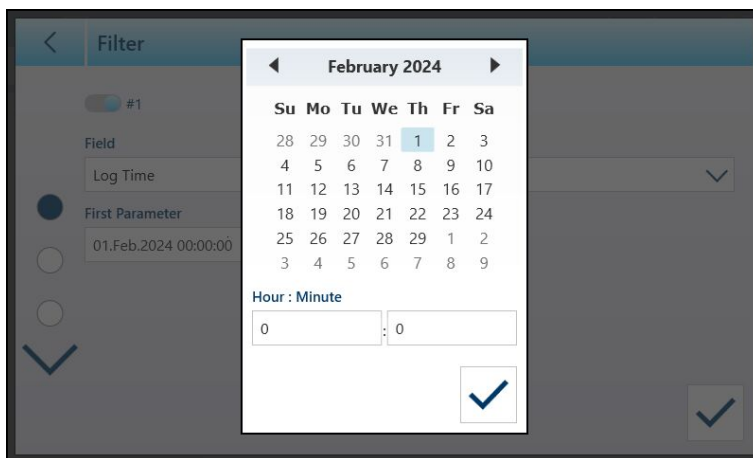 Filter
#1
Field
Log Time
First Parameter
01.Feb.2024 00:00:00
February 2024
Su Mo Tu We Th Fr Sa
28 29 30 31 1 2 3
4 5 6 7 8 9 10
11 12 13 14 15 16 17
18 19 20 21 22 23 24
25 26 27 28 29 1 2
3 4 5 6 7 8 9
Hour : Minute
0 : 0